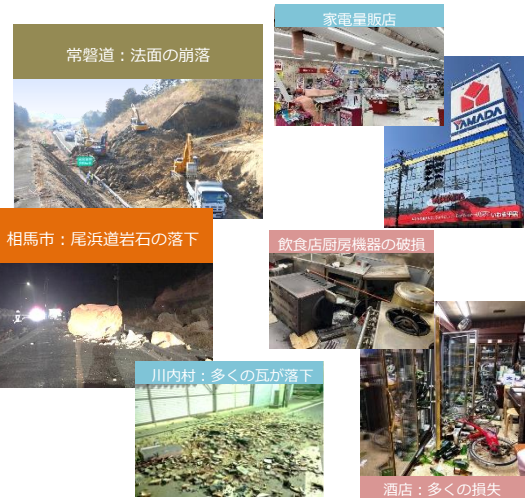 家電量販店
常磐道：法面の崩落
YAMADA
相馬市：尾浜道岩石の落下
飲食店厨房機器の破損
川内村：多くの瓦が落下
酒店：多くの損失